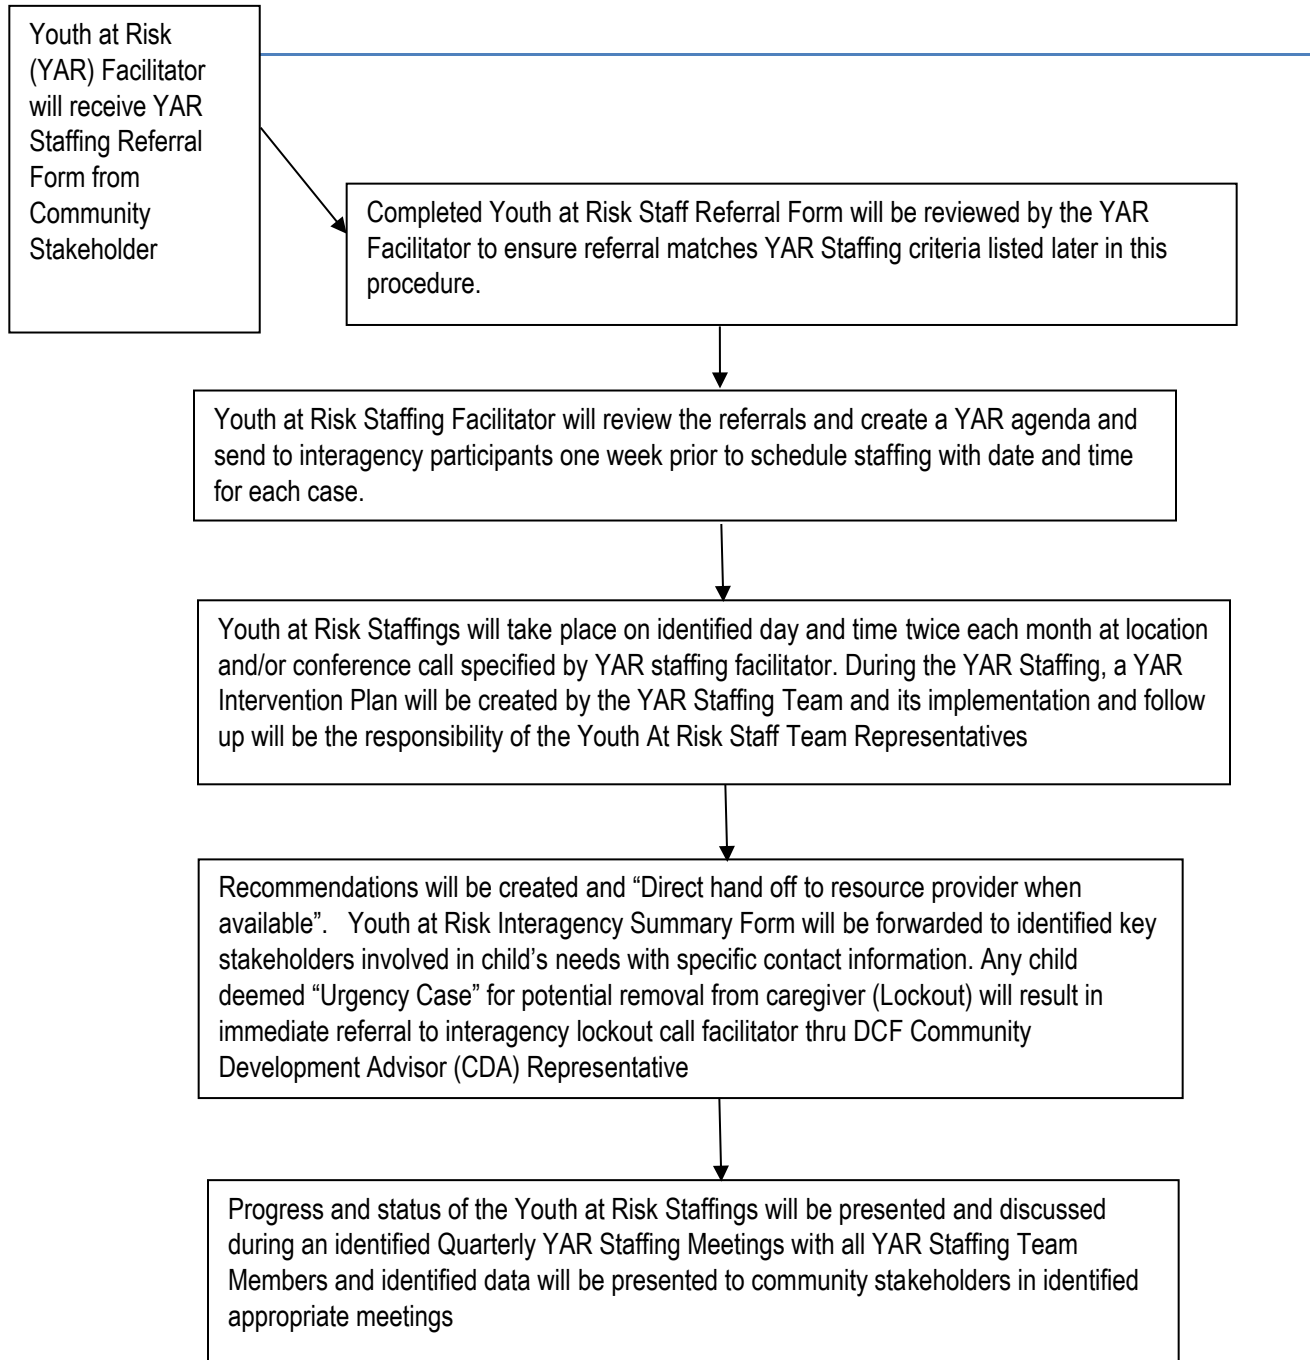 Youth at Risk
(YAR) Facilitator
will receive YAR
Staffing Referral
Form from
Community
Stakeholder
Completed Youth at Risk Staff Referral Form will be reviewed by the YAR
Facilitator to ensure referral matches YAR Staffing criteria listed later in this
procedure.
Youth at Risk Staffing Facilitator will review the referrals and create a YAR agenda and
send to interagency participants one week prior to schedule staffing with date and time
for each case.
Youth at Risk Staffings will take place on identified day and time twice each month at location
and/or conference call specified by YAR staffing facilitator. During the YAR Staffing, a YAR
Intervention Plan will be created by the YAR Staffing Team and its implementation and follow
up will be the responsibility of the Youth At Risk Staff Team Representatives
Recommendations will be created and “Direct hand off to resource provider when
available”.   Youth at Risk Interagency Summary Form will be forwarded to identified key
stakeholders involved in child’s needs with specific contact information. Any child
deemed “Urgency Case” for potential removal from caregiver (Lockout) will result in
immediate referral to interagency lockout call facilitator thru DCF Community
Development Advisor (CDA) Representative
Progress and status of the Youth at Risk Staffings will be presented and discussed
during an identified Quarterly YAR Staffing Meetings with all YAR Staffing Team
Members and identified data will be presented to community stakeholders in identified
appropriate meetings